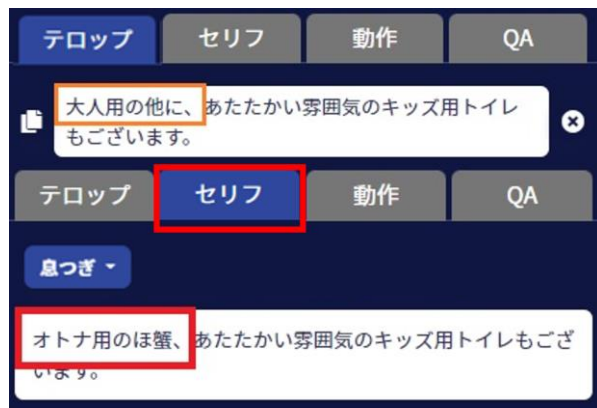 テロップ セリフ 動作 QA
大人用の他に、あたたかい雰囲気のキッズ用トイレ
もございます。
テロップ セリフ 動作 QA
息つぎ
オトナ用のほ蟹、あたたかい雰囲気のキッズ用トイレもござ
います。